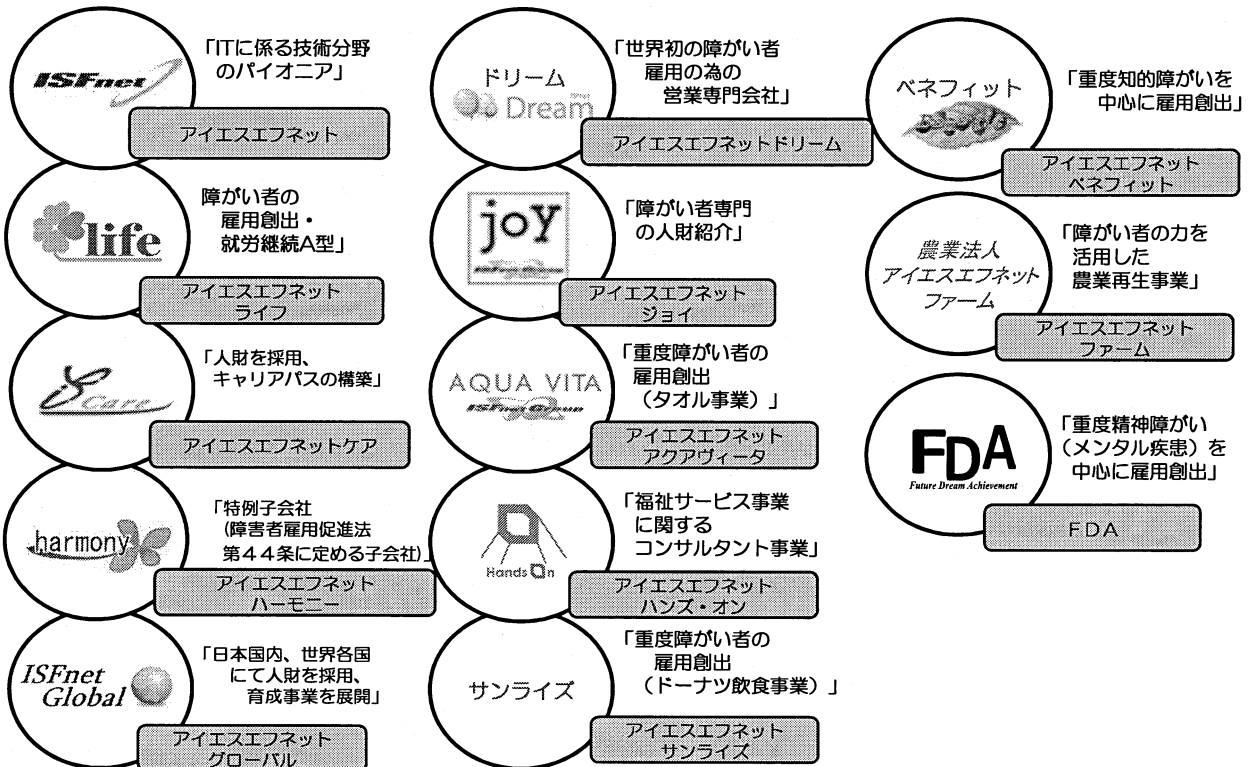 ISFnet
「ITに係る技術分野
のパイオニア」
アイエスエフネット
life
障がい者の
雇用創出・
就労継続A型」
アイエスエフネット
ライフ
Care
「人財を採用、
キャリアパスの構築」
アイエスエフネットケア
harmony
「特例子会社
(障害者雇用促進法
第44条に定める子会社)」
アイエスエフネット
ハーモニー
ISFnet
Global
「日本国内、世界各国
にて人財を採用、
育成事業を展開」
アイエスエフネット
グローバル
ドリーム
Dream
「世界初の障がい者
雇用の為の
営業専門会社」
アイエスエフネットドリーム
joy
ISFnet Group
「障がい者専門
の人財紹介」
アイエスエフネット
ジョイ
AQUA VITA
ISFnet Group
「重度障がい者の
雇用創出
(タオル事業)」
アイエスエフネット
アクアヴィータ
Hands On
「福祉サービス事業
に関する
コンサルタント事業」
アイエスエフネット
ハンズ・オン
サンライズ
「重度障がい者の
雇用創出
(ドーナツ飲食事業)」
アイエスエフネット
サンライズ
ベネフィット
「重度知的障がいを
中心に雇用創出」
アイエスエフネット
ベネフィット
農業法人
アイエスエフネット
ファーム
「障がい者の力を
活用した
農業再生事業」
アイエスエフネット
ファーム
FDA
Future Dream Achievement
「重度精神障がい
(メンタル疾患)を
中心に雇用創出」
FDA